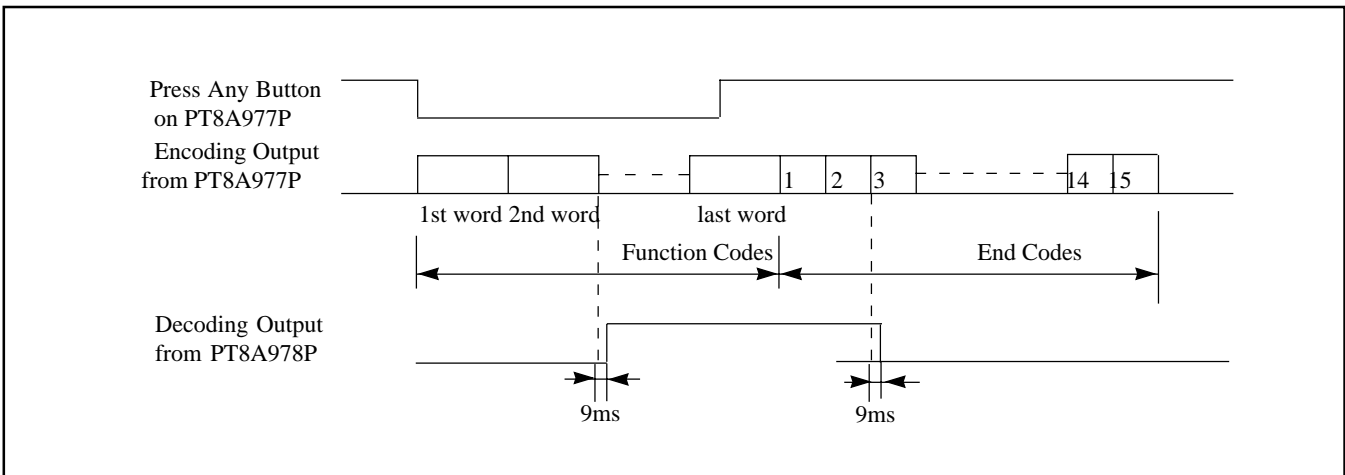 Press Any Button
on PT8A977P
Encoding Output
from PT8A977P
1 2 3 14 15
1st word 2nd word last word
Function Codes End Codes
Decoding Output
from PT8A978P
9ms 9ms